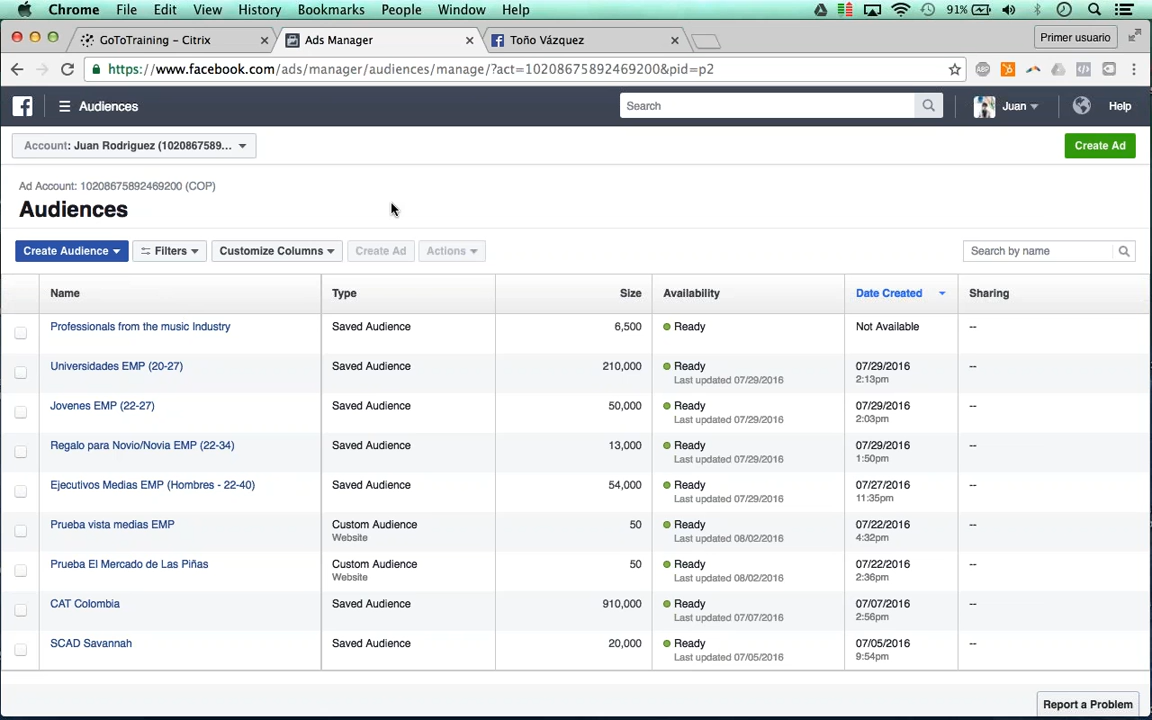 Chrome File Edit View History Bookmarks People Window Help 91%
GoToTraining - Citrix Ads Manager Toño Vázquez Primer usuario
https://www.facebook.com/ads/manager/audiences/manage/?act=10208675892469200&pid=p2 ABP
Audiences Search Juan Help
Account: Juan Rodriguez (1020867589... Create Ad
Ad Account: 10208675892469200 (COP)
Audiences
Create Audience Filters Customize Columns Create Ad Actions Search by name
Name Type Size Availability Date Created Sharing
Professionals from the music Industry Saved Audience 6,500 Ready Not Available --
Universidades EMP (20-27) Saved Audience 210,000 Ready 07/29/2016 --
Last updated 07/29/2016 2:13pm
Jovenes EMP (22-27) Saved Audience 50,000 Ready 07/29/2016 --
Last updated 07/29/2016 2:03pm
Regalo para Novio/Novia EMP (22-34) Saved Audience 13,000 Ready 07/29/2016 --
Last updated 07/29/2016 1:50pm
Ejecutivos Medias EMP (Hombres - 22-40) Saved Audience 54,000 Ready 07/27/2016 --
Last updated 07/29/2016 11:35pm
Prueba vista medias EMP Custom Audience 50 Ready 07/22/2016 --
Website Last updated 08/02/2016 4:32pm
Prueba El Mercado de Las Piñas Custom Audience 50 Ready 07/22/2016 --
Website Last updated 08/02/2016 2:36pm
CAT Colombia Saved Audience 910,000 Ready 07/07/2016 --
Last updated 07/07/2016 2:56pm
SCAD Savannah Saved Audience 20,000 Ready 07/05/2016 --
Last updated 07/05/2016 9:54pm
Report a Problem